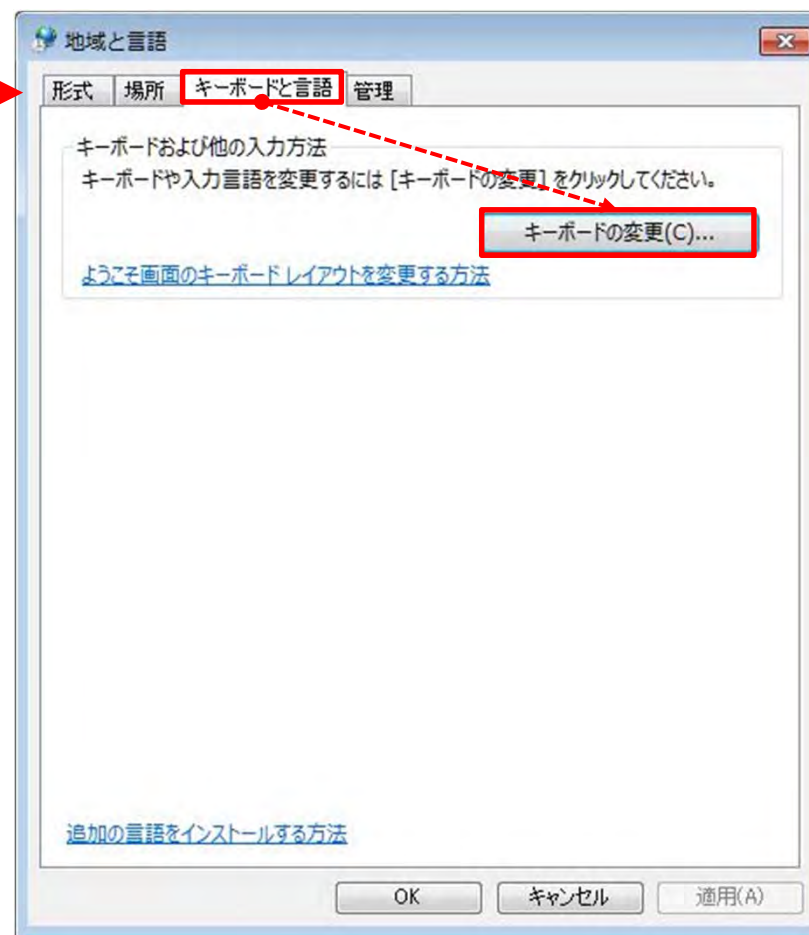 地域と言語
形式 場所 キーボードと言語 管理
キーボードおよび他の入力方法
キーボードや入力言語を変更するには [キーボードの変更] をクリックしてください。
キーボードの変更(C)...
ようこそ画面のキーボード レイアウトを変更する方法
追加の言語をインストールする方法
OK キャンセル 適用(A)